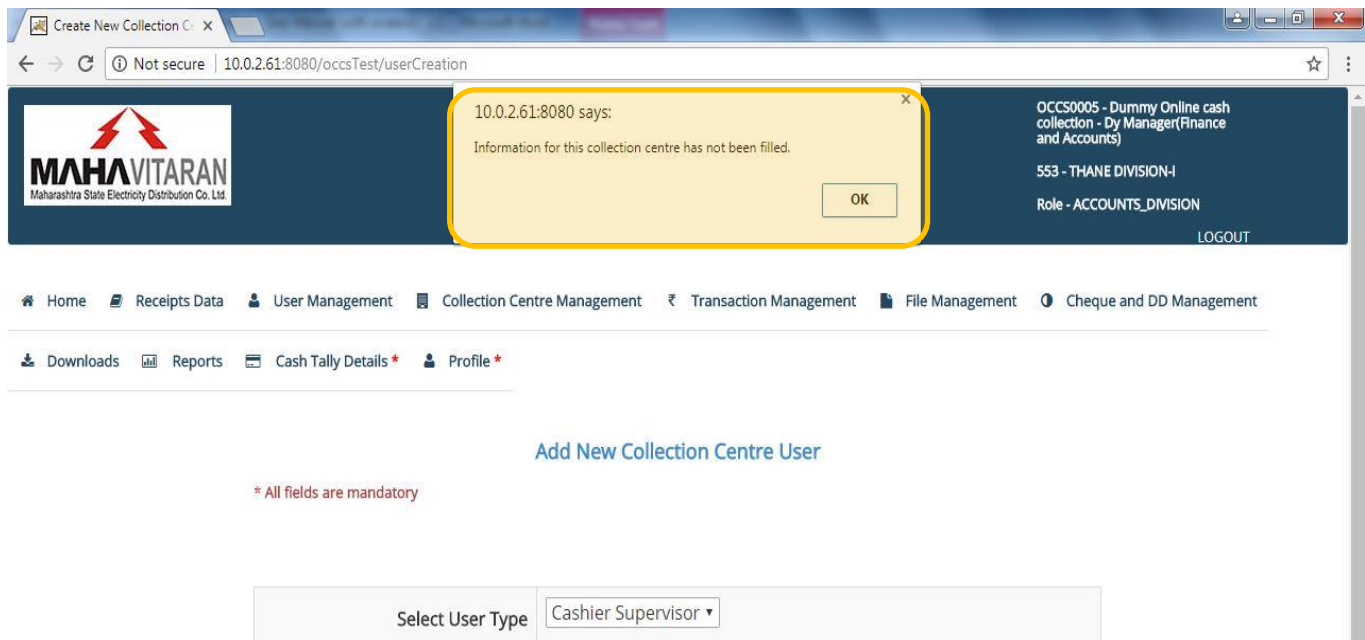 Create New Collection C
Not secure | 10.0.2.61:8080/occsTest/userCreation
MAHAVITARAN
Maharashtra State Electricity Distribution Co. Ltd.
10.0.2.61:8080 says:
Information for this collection centre has not been filled.
OK
OCCS0005 - Dummy Online cash
collection - Dy Manager(Finance
and Accounts)
553 - THANE DIVISION-I
Role - ACCOUNTS_DIVISION
LOGOUT
Home Receipts Data User Management Collection Centre Management ₹ Transaction Management File Management Cheque and DD Management
Downloads Reports Cash Tally Details * Profile *
Add New Collection Centre User
* All fields are mandatory
Select User Type Cashier Supervisor